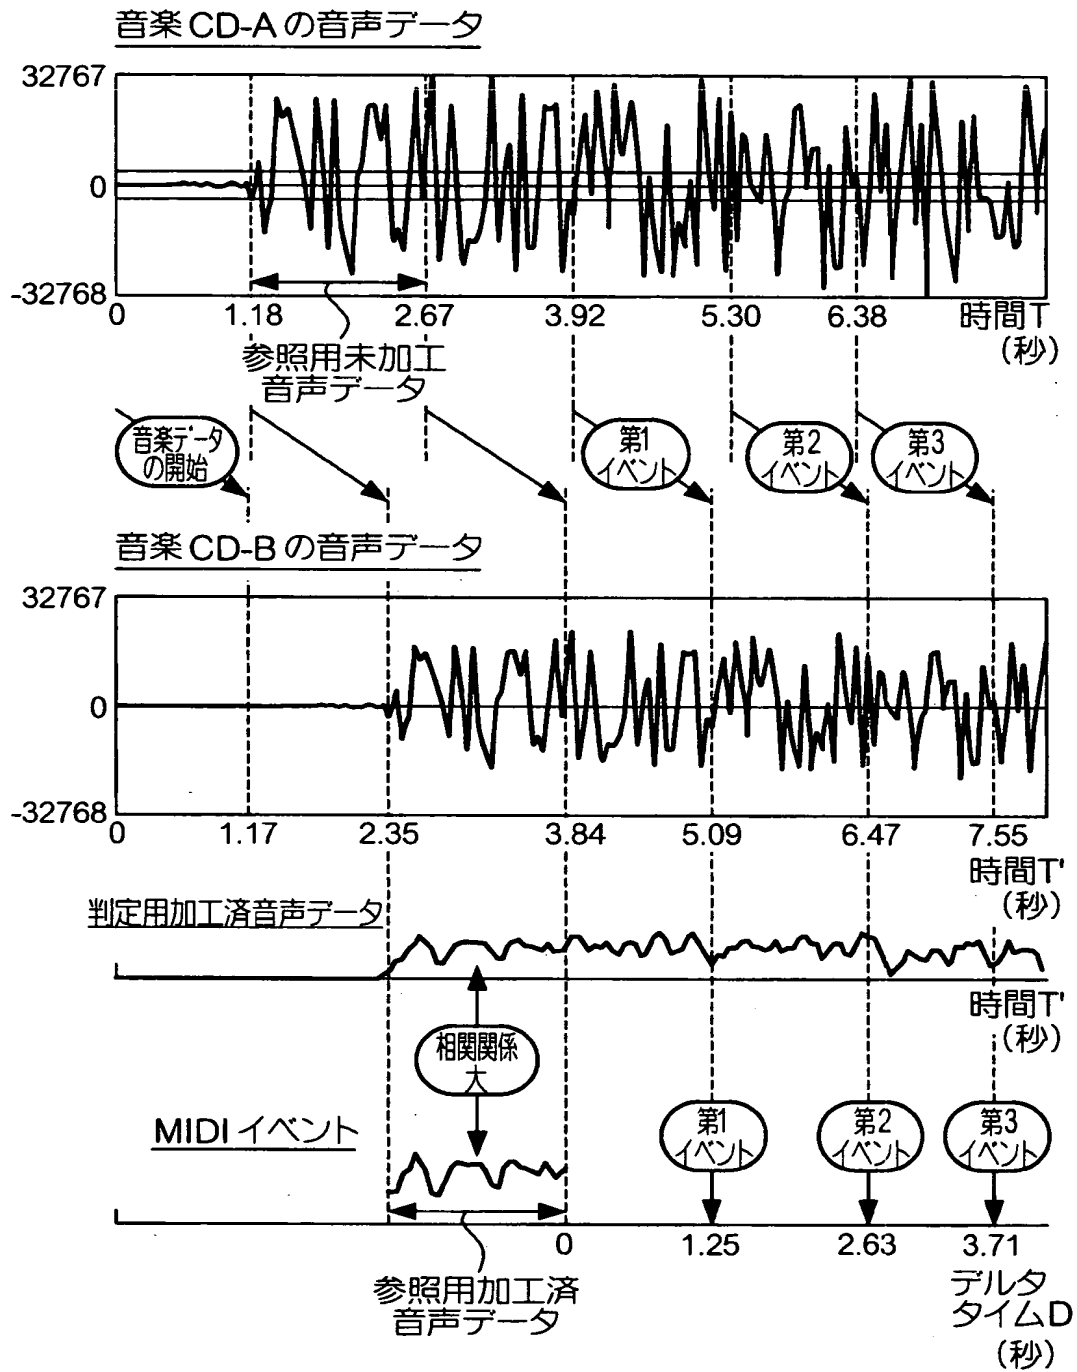 音楽CD-Aの音声データ
32767
0
-32768
0 1.18 2.67 3.92 5.30 6.38 時間T
(秒)
参照用未加工
音声データ
音楽データ
の開始
第1
イベント
第2
イベント
第3
イベント
音楽CD-Bの音声データ
32767
0
-32768
0 1.17 2.35 3.84 5.09 6.47 7.55
時間T'
(秒)
判定用加工済音声データ
時間T'
(秒)
相関関係
大
MIDIイベント
第1
イベント
第2
イベント
第3
イベント
0 1.25 2.63 3.71
参照用加工済
音声データ
デルタ
タイムD
(秒)